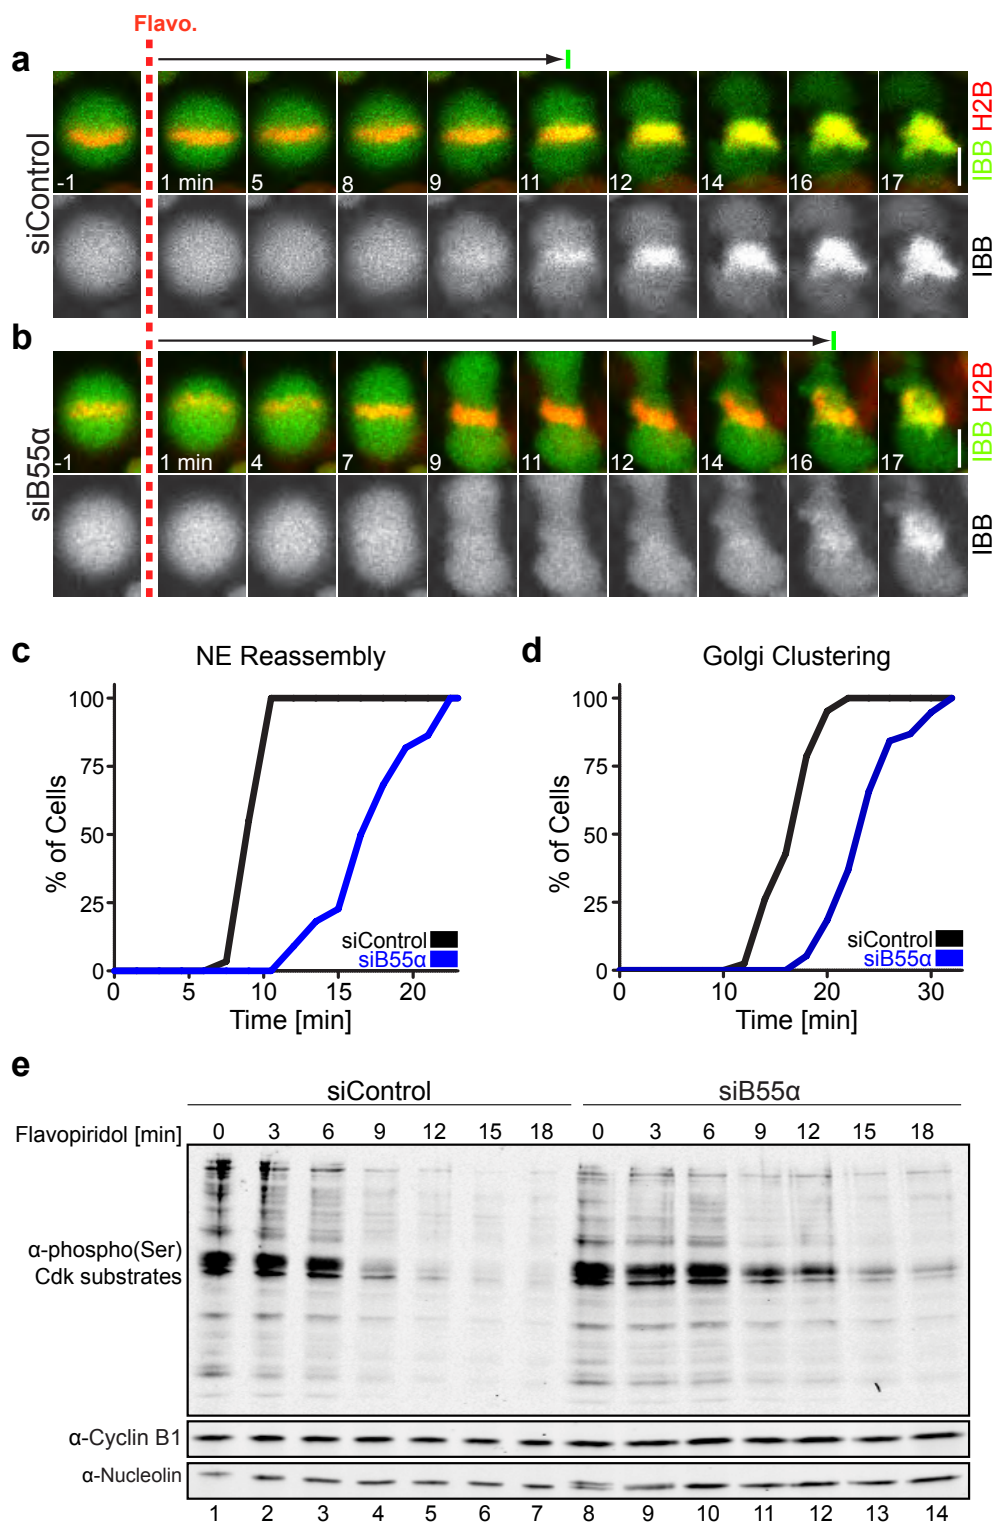 Flavo.
a
siControl
-1
1 min
5
8
9
11
12
14
16
17
IBB H2B
IBB
b
siB55α
-1
1 min
4
7
9
11
12
14
16
17
IBB H2B
IBB
c
NE Reassembly
% of Cells
100
75
50
25
0
siControl
siB55α
0 5 10 15 20
Time [min]
d
Golgi Clustering
% of Cells
100
75
50
25
0
siControl
siB55α
0 10 20 30
Time [min]
e
siControl siB55α
Flavopiridol [min] 0 3 6 9 12 15 18 0 3 6 9 12 15 18
α-phospho(Ser)
Cdk substrates
α-Cyclin B1
α-Nucleolin
1 2 3 4 5 6 7 8 9 10 11 12 13 14